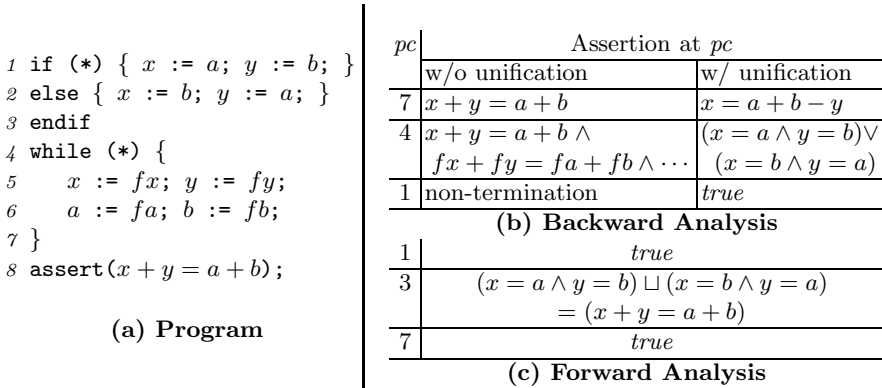 1 if (*) { x := a; y := b; }
2 else { x := b; y := a; }
3 endif
4 while (*) {
5 x := fx; y := fy;
6 a := fa; b := fb;
7 }
8 assert(x + y = a + b);
(a) Program
pc Assertion at pc
w/o unification w/ unification
7 x + y = a + b x = a + b − y
4 x + y = a + b ∧ (x = a ∧ y = b)∨
fx + fy = fa + fb ∧ ··· (x = b ∧ y = a)
1 non-termination true
(b) Backward Analysis
1 true
3 (x = a ∧ y = b) ⊔ (x = b ∧ y = a)
= (x + y = a + b)
7 true
(c) Forward Analysis